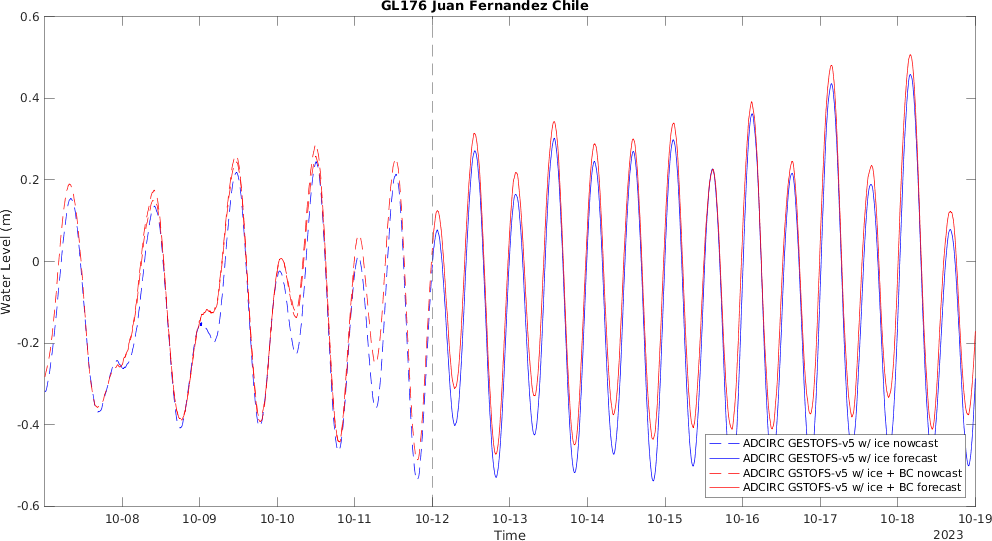 GL176 Juan Fernandez Chile
0.6
0.4
0.2
0
-0.2
-0.4
-0.6
Water Level (m)
ADCIRC GESTOFS-v5 w/ ice nowcast
ADCIRC GESTOFS-v5 w/ ice forecast
ADCIRC GSTOFS-v5 w/ ice + BC nowcast
ADCIRC GSTOFS-v5 w/ ice + BC forecast
10-08 10-09 10-10 10-11 10-12 10-13 10-14 10-15 10-16 10-17 10-18 10-19
Time
2023